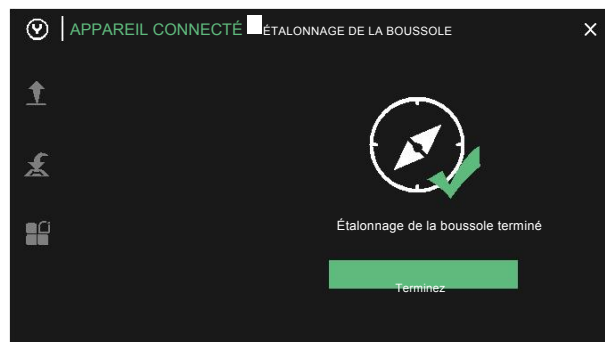 APPAREIL CONNECTÉ ÉTALONNAGE DE LA BOUSSOLE
Étalonnage de la boussole terminé
Terminez